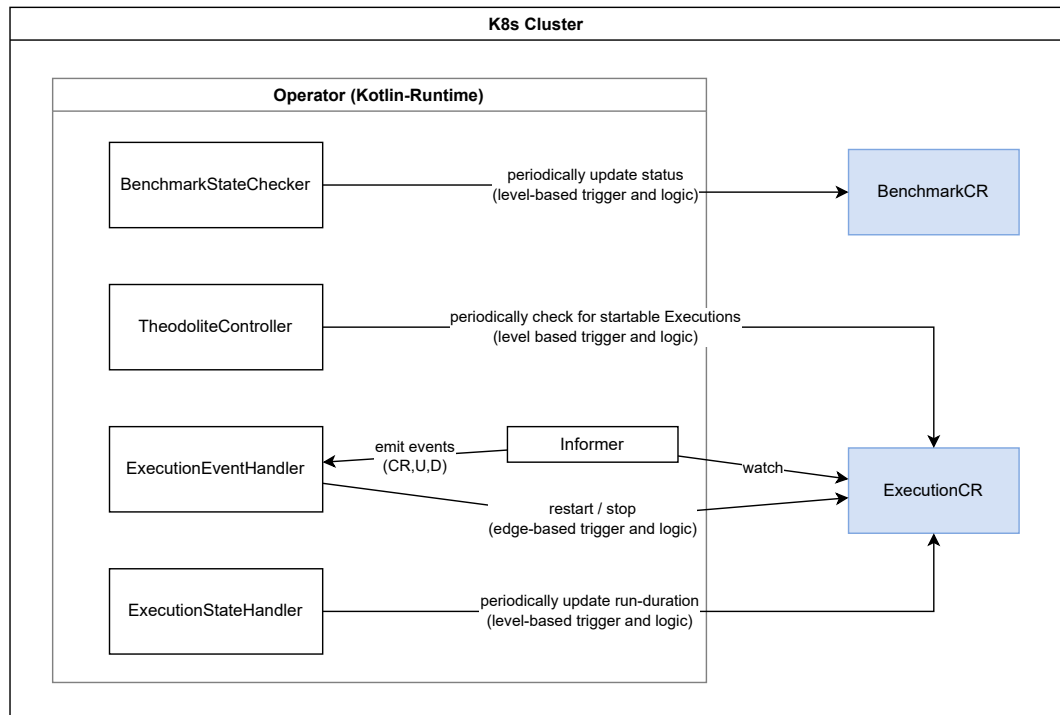 K8s Cluster
Operator (Kotlin-Runtime)
BenchmarkStateChecker
periodically update status
(level-based trigger and logic)
BenchmarkCR
TheodoliteController
periodically check for startable Executions
(level based trigger and logic)
ExecutionEventHandler
emit events
(CR,U,D)
Informer
watch
ExecutionCR
restart / stop
(edge-based trigger and logic)
ExecutionStateHandler
periodically update run-duration
(level-based trigger and logic)